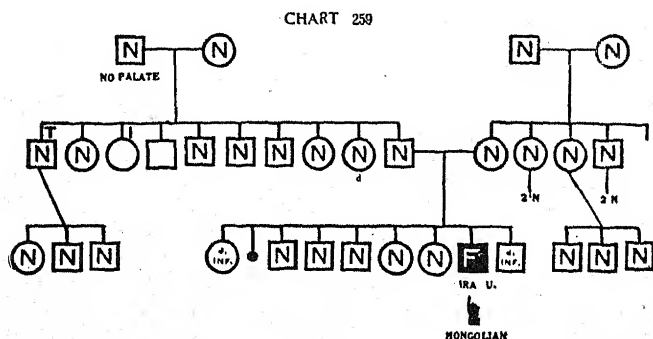 CHART 259
N N N N
NO PALATE
T I
N N N N N N N N N N N N
d 2 N 2 N
N N N d. INF. N N N N N F d. INF. N N N
IRA U.
MONGOLIAN